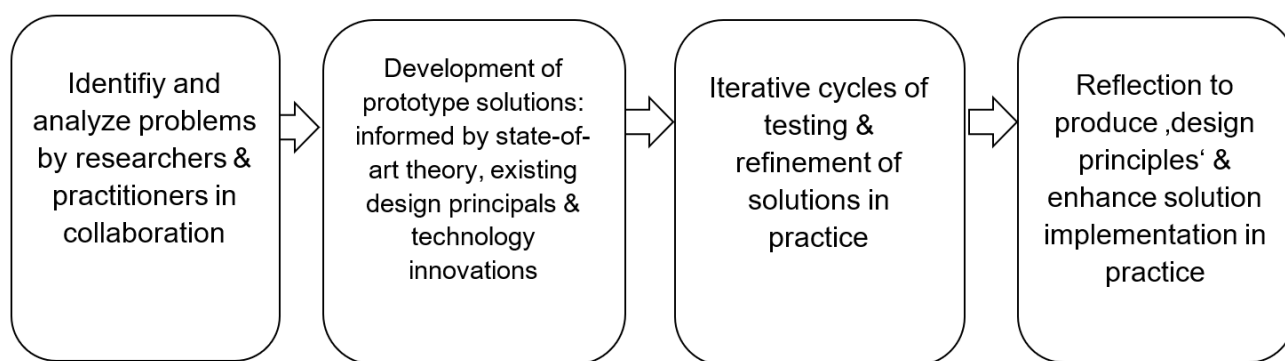 Identifiy and
analyze problems
by researchers &
practitioners in
collaboration
Development of
prototype solutions:
informed by state-of-
art theory, existing
design principals &
technology
innovations
Iterative cycles of
testing &
refinement of
solutions in
practice
Reflection to
produce ‚design
principles‘ &
enhance solution
implementation in
practice